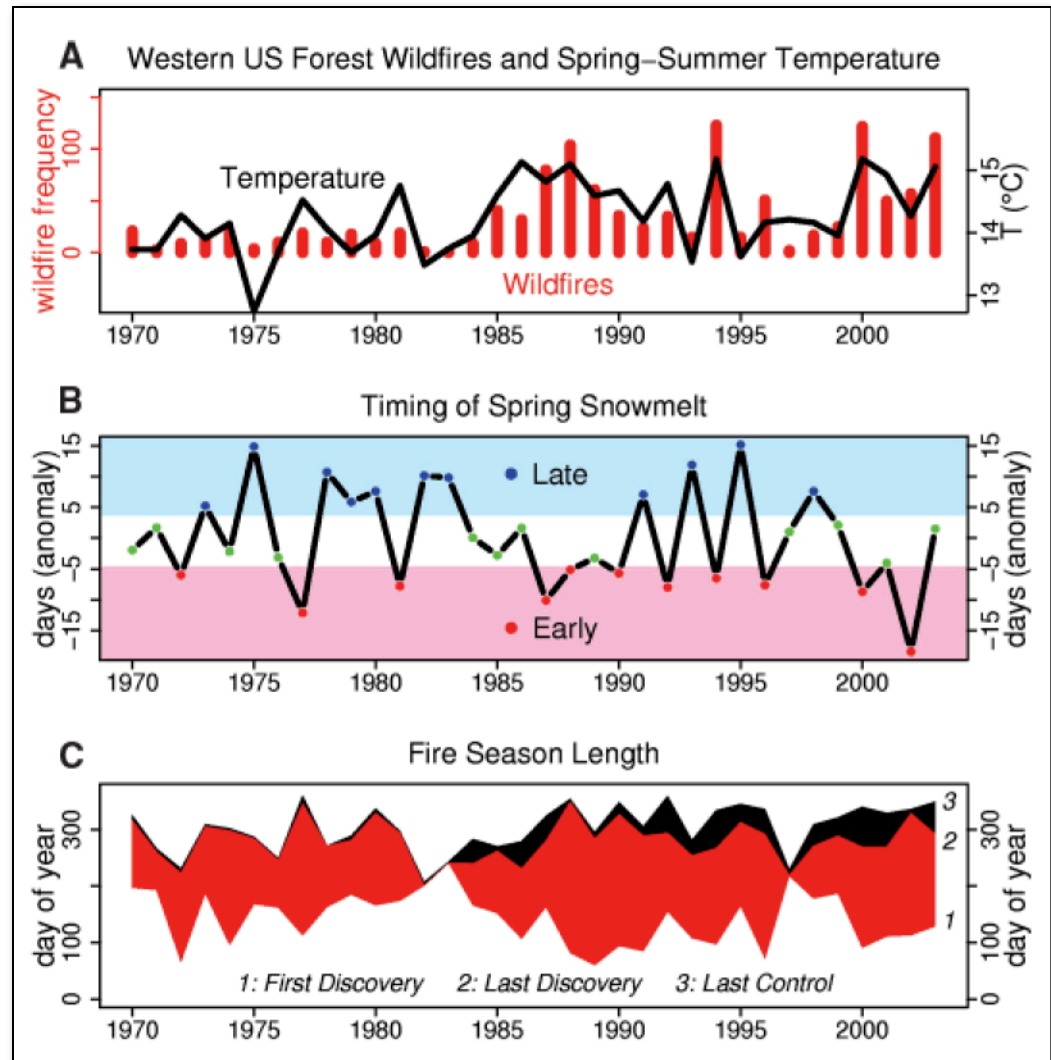 A Western US Forest Wildfires and Spring–Summer Temperature
wildfire frequency
100
0
Temperature
Wildfires
15
14
13
T (°C)
1970 1975 1980 1985 1990 1995 2000
B Timing of Spring Snowmelt
days (anomaly)
15
5
−5
−15
Late
Early
15
5
−5
−15
days (anomaly)
1970 1975 1980 1985 1990 1995 2000
C Fire Season Length
day of year
300
100
0
3
2
1
300
100
0
day of year
1: First Discovery 2: Last Discovery 3: Last Control
1970 1975 1980 1985 1990 1995 2000